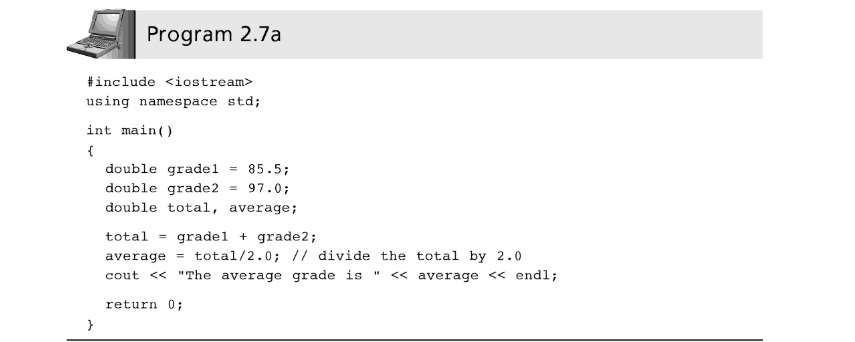 Program 2.7a
#include <iostream>
using namespace std;
int main()
{
double grade1 = 85.5;
double grade2 = 97.0;
double total, average;
total = grade1 + grade2;
average = total/2.0; // divide the total by 2.0
cout << "The average grade is " << average << endl;
return 0;
}